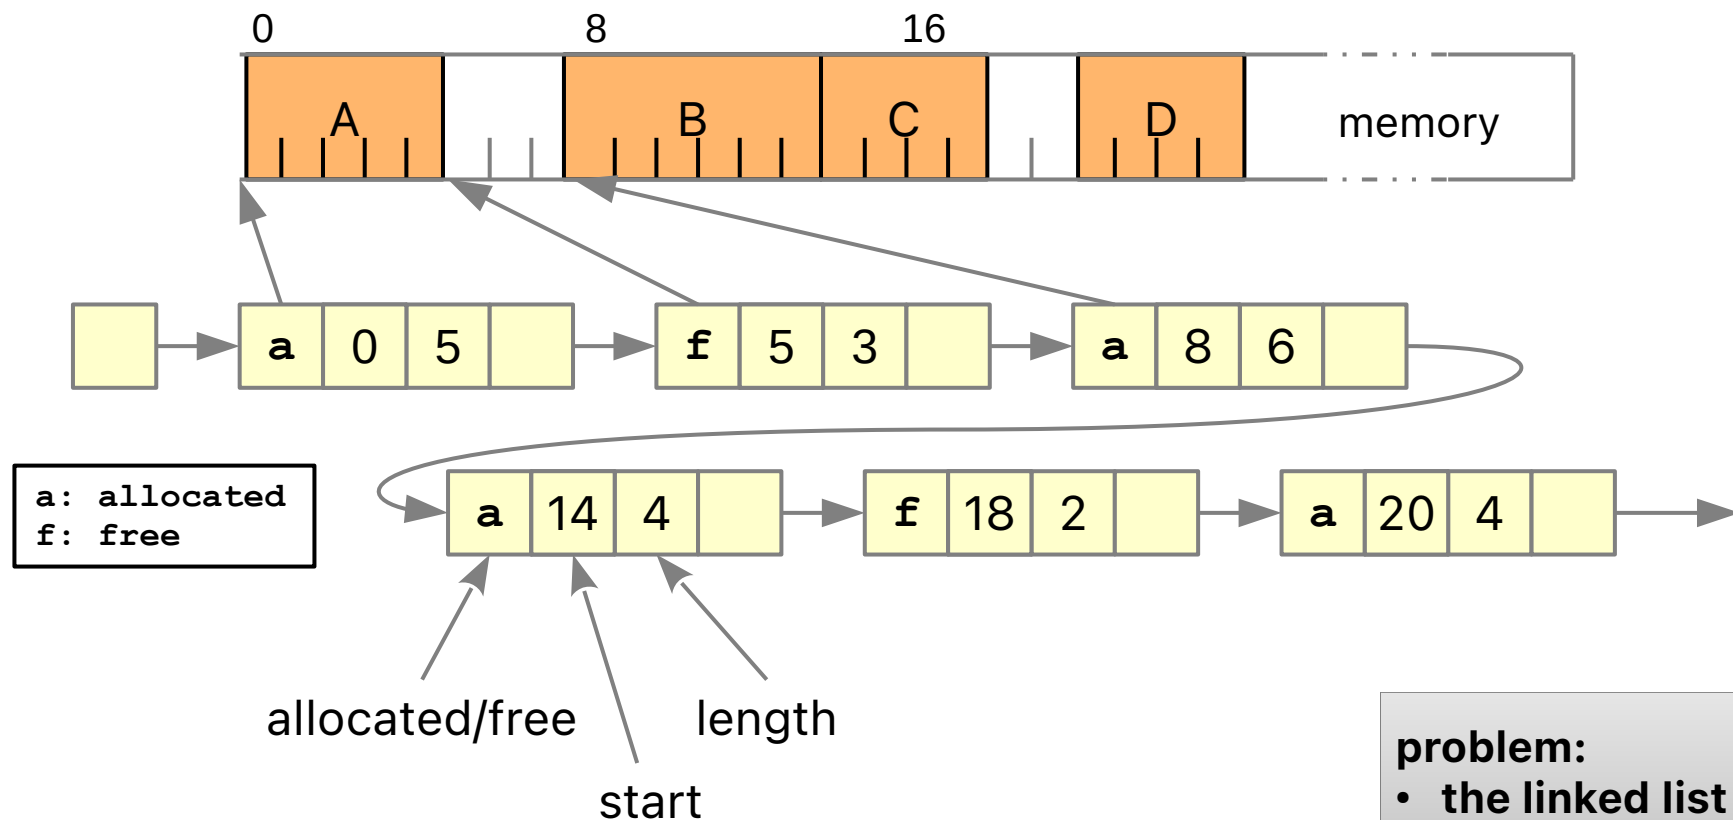 0 8 16
A B C D memory
a 0 5 f 5 3 a 8 6
a: allocated
f: free
a 14 4 f 18 2 a 20 4
allocated/free length
start
problem:
• the linked list